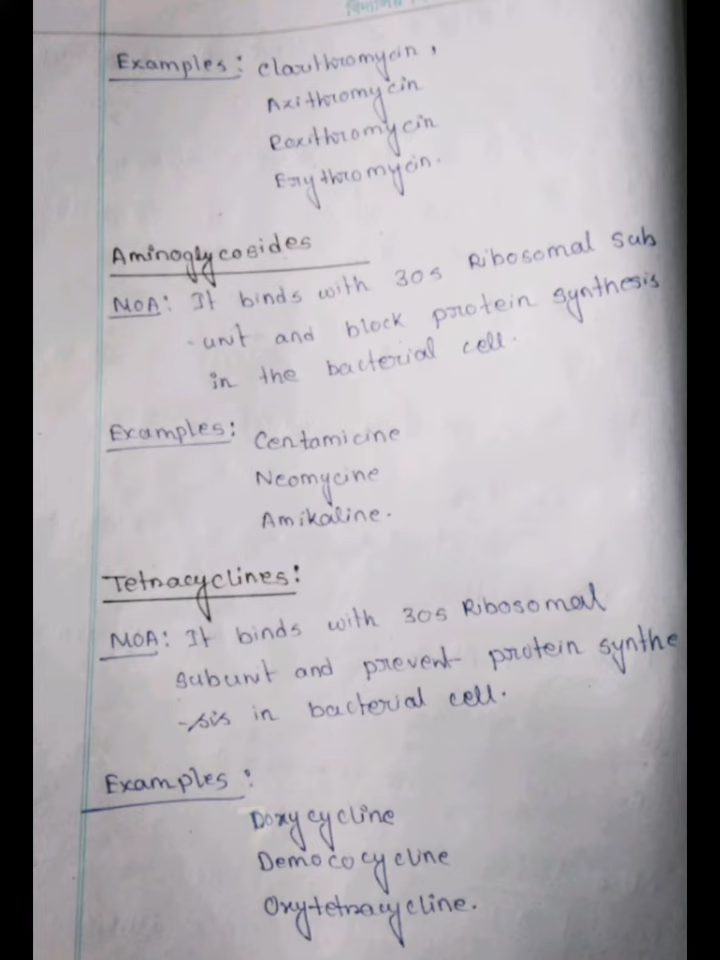 Examples: Clarithromycin,
Axithromycin
Roxithromycin
Erythromycin.
Aminoglycosides
MOA: It binds with 30s Ribosomal sub
-unit and block protein synthesis
in the bacterial cell.
Examples: Centamicine
Neomycine
Amikaline.
Tetracyclines:
MOA: It binds with 30s Ribosomal
subunit and prevent protein synthe
-sis in bacterial cell.
Examples:
Doxycycline
Demococycline
Oxytetracycline.